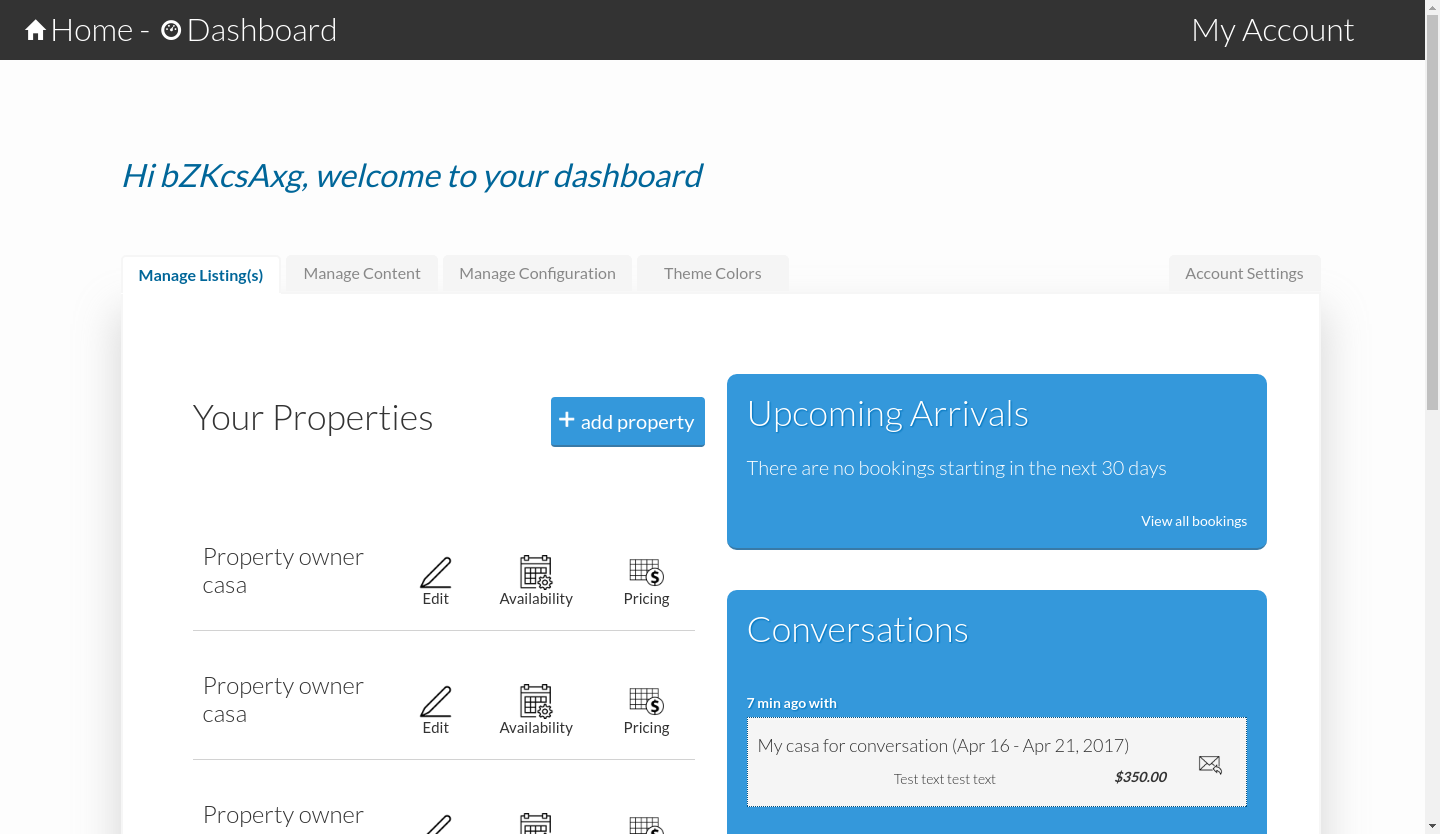 Home - Dashboard
My Account
Hi bZKcsAxg, welcome to your dashboard
Manage Listing(s)
Manage Content
Manage Configuration
Theme Colors
Account Settings
Your Properties
+ add property
Property owner
casa
Edit
Availability
Pricing
Property owner
casa
Edit
Availability
Pricing
Property owner
Upcoming Arrivals
There are no bookings starting in the next 30 days
View all bookings
Conversations
7 min ago with
My casa for conversation (Apr 16 - Apr 21, 2017)
Test text test text
$350.00